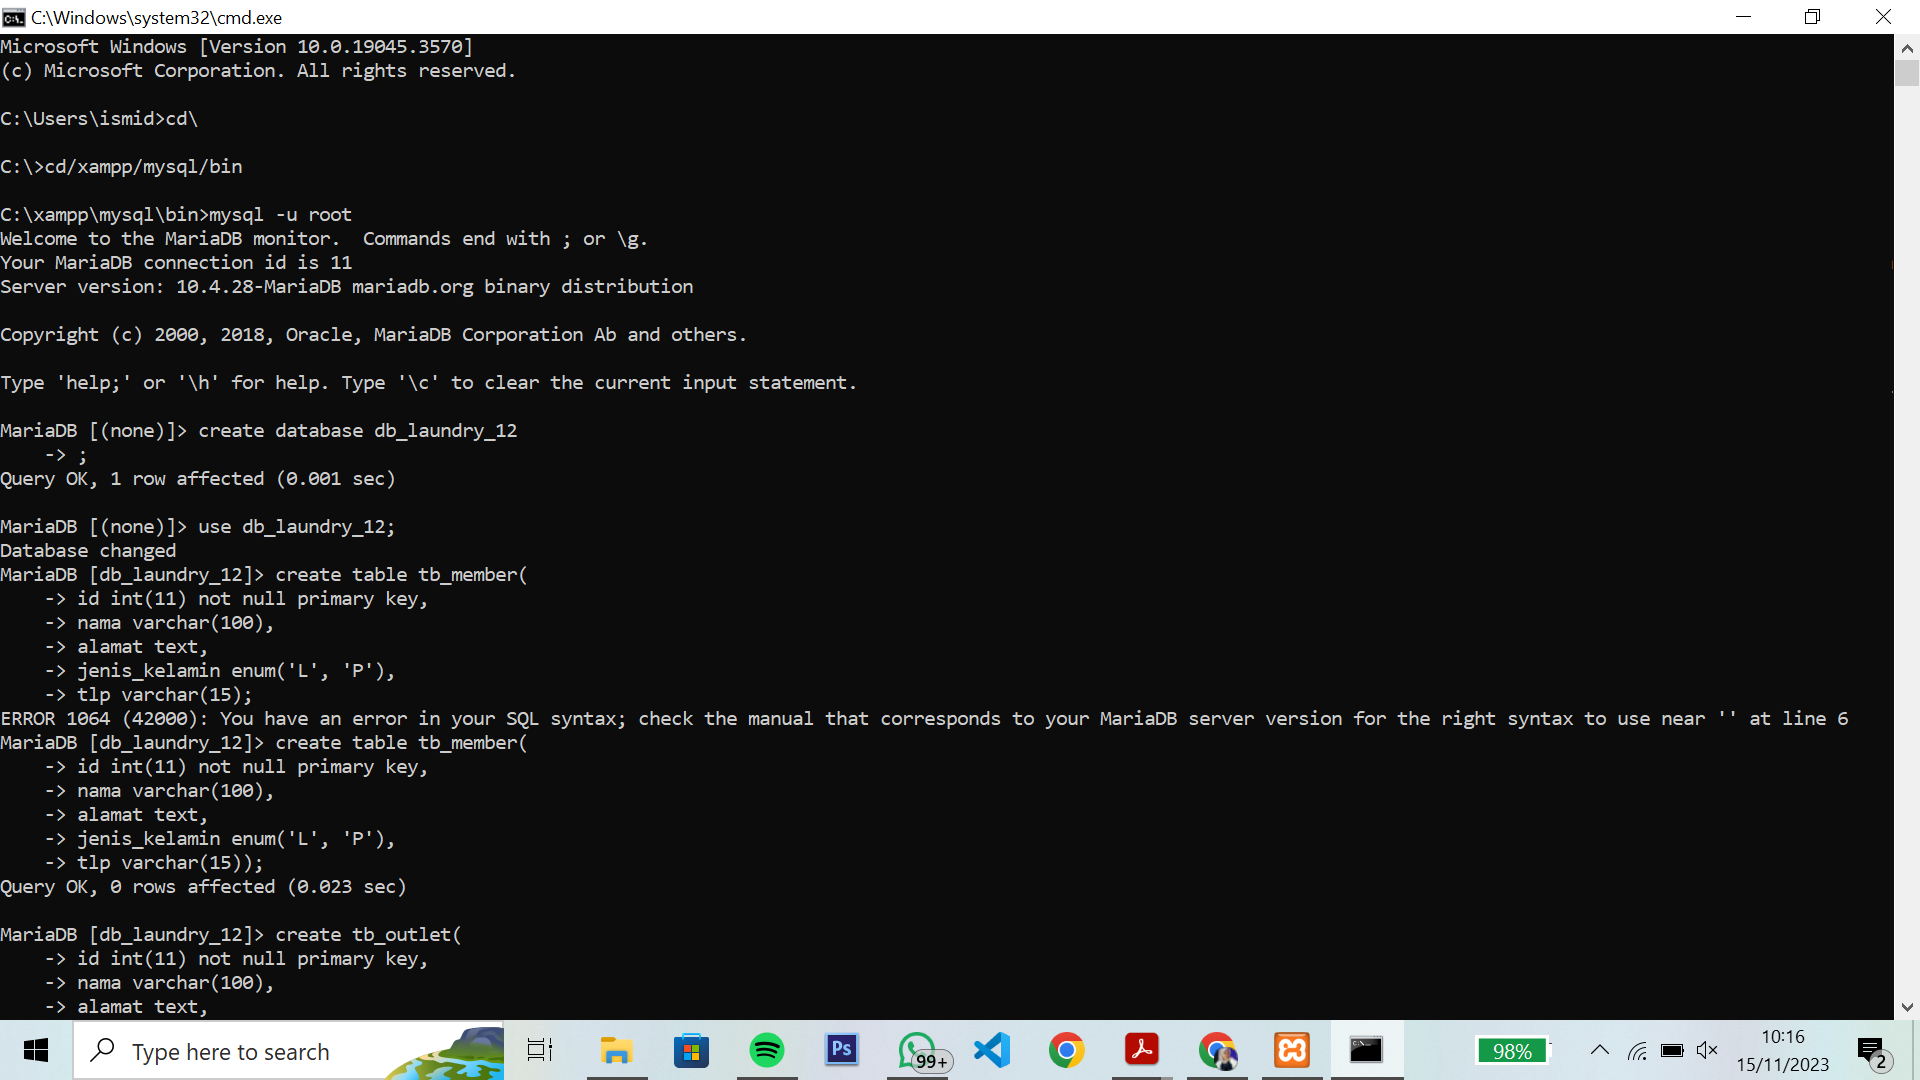 C:\Windows\system32\cmd.exe
Microsoft Windows [Version 10.0.19045.3570]
(c) Microsoft Corporation. All rights reserved.
C:\Users\ismid>cd\
C:\>cd/xampp/mysql/bin
C:\xampp\mysql\bin>mysql -u root
Welcome to the MariaDB monitor.  Commands end with ; or \g.
Your MariaDB connection id is 11
Server version: 10.4.28-MariaDB mariadb.org binary distribution
Copyright (c) 2000, 2018, Oracle, MariaDB Corporation Ab and others.
Type 'help;' or '\h' for help. Type '\c' to clear the current input statement.
MariaDB [(none)]> create database db_laundry_12
    -> ;
Query OK, 1 row affected (0.001 sec)
MariaDB [(none)]> use db_laundry_12;
Database changed
MariaDB [db_laundry_12]> create table tb_member(
    -> id int(11) not null primary key,
    -> nama varchar(100),
    -> alamat text,
    -> jenis_kelamin enum('L', 'P'),
    -> tlp varchar(15);
ERROR 1064 (42000): You have an error in your SQL syntax; check the manual that corresponds to your MariaDB server version for the right syntax to use near '' at line 6
MariaDB [db_laundry_12]> create table tb_member(
    -> id int(11) not null primary key,
    -> nama varchar(100),
    -> alamat text,
    -> jenis_kelamin enum('L', 'P'),
    -> tlp varchar(15));
Query OK, 0 rows affected (0.023 sec)
MariaDB [db_laundry_12]> create tb_outlet(
    -> id int(11) not null primary key,
    -> nama varchar(100),
    -> alamat text,
Type here to search
Ps
99+
98%
10:16
15/11/2023
2